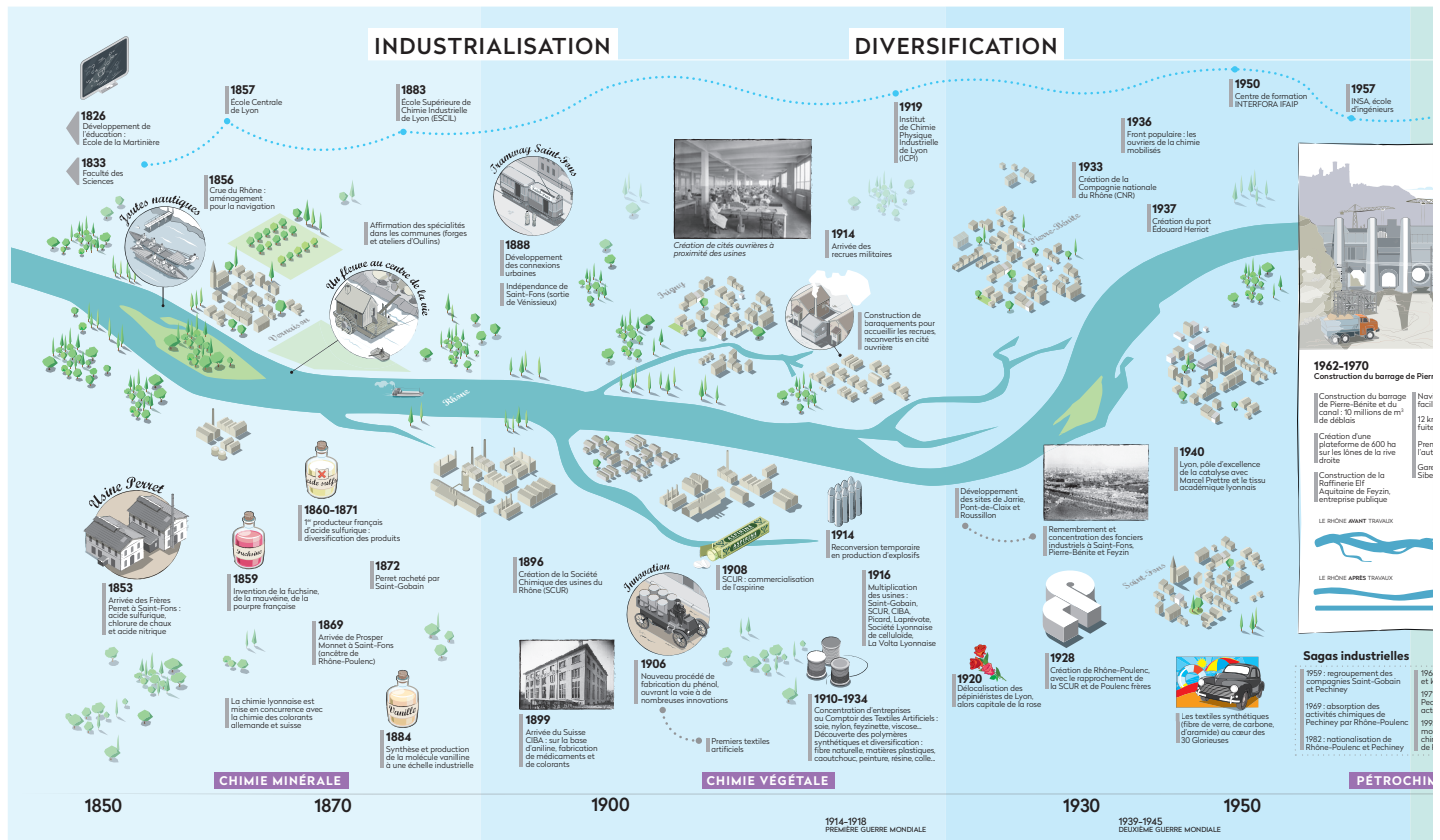 INDUSTRIALISATION
DIVERSIFICATION
1826
Développement de
l'éducation :
École de la Martinière
1833
Faculté des
Sciences
1857
École Centrale
de Lyon
1883
École Supérieure de
Chimie Industrielle
de Lyon (ESCIL)
1919
Institut
de Chimie
Physique
Industrielle
de Lyon
(ICPI)
1950
Centre de formation
INTERFORA IFAIP
1957
INSA, école
d'ingénieurs
1856
Crue du Rhône :
aménagement
pour la navigation
Joutes nautiques
Affirmation des spécialités
dans les communes (forges
et ateliers d'Oullins)
Un fleuve au centre de la vie
Vernaison
Tramway Saint-Fons
1888
Développement
des connexions
urbaines
Indépendance de
Saint-Fons (sortie
de Vénissieux)
Création de cités ouvrières à
proximité des usines
1914
Arrivée des
recrues militaires
Irigny
Construction de
baraquements pour
accueillir les recrues,
reconvertis en cité
ouvrière
1936
Front populaire : les
ouvriers de la chimie
mobilisés
1933
Création de la
Compagnie nationale
du Rhône (CNR)
1937
Création du port
Édouard Herriot
Pierre-Bénite
Rhône
1962-1970
Construction du barrage de Pierr
Construction du barrage
de Pierre-Bénite et du
canal : 10 millions de m³
de déblais
Création d'une
plateforme de 600 ha
sur les lônes de la rive
droite
Construction de la
Raffinerie Elf
Aquitaine de Feyzin,
entreprise publique
Navi
facil
12 km
fuite
Prem
l'aut
Gare
Sibe
LE RHÔNE AVANT TRAVAUX
LE RHÔNE APRÈS TRAVAUX
Usine Perret
1853
Arrivée des Frères
Perret à Saint-Fons :
acide sulfurique,
chlorure de chaux
et acide nitrique
1860-1871
1er producteur français
d'acide sulfurique :
diversification des produits
Fuchsine
1859
Invention de la fuchsine,
de la mauvéine, de la
pourpre française
1872
Perret racheté par
Saint-Gobain
1869
Arrivée de Prosper
Monnet à Saint-Fons
(ancêtre de
Rhône-Poulenc)
La chimie lyonnaise est
mise en concurrence avec
la chimie des colorants
allemande et suisse
Vanille
1884
Synthèse et production
de la molécule vanilline
à une échelle industrielle
1896
Création de la Société
Chimique des usines du
Rhône (SCUR)
1899
Arrivée du Suisse
CIBA : sur la base
d'aniline, fabrication
de médicaments et
de colorants
Innovation
1906
Nouveau procédé de
fabrication du phénol,
ouvrant la voie à de
nombreuses innovations
Premiers textiles
artificiels
ASPIRINE
1908
SCUR : commercialisation
de l'aspirine
1914
Reconversion temporaire
en production d'explosifs
1916
Multiplication
des usines :
Saint-Gobain,
SCUR, CIBA,
Picard, Laprévote,
Société Lyonnaise
de celluloïde,
La Volta Lyonnaise
1910-1934
Concentration d'entreprises
au Comptoir des Textiles Artificiels :
soie, nylon, feyzinette, viscose...
Découverte des polymères
synthétiques et diversification :
fibre naturelle, matières plastiques,
caoutchouc, peinture, résine, colle...
Développement
des sites de Jarrie,
Pont-de-Claix et
Roussillon
Remembrement et
concentration des fonciers
industriels à Saint-Fons,
Pierre-Bénite et Feyzin
1940
Lyon, pôle d'excellence
de la catalyse avec
Marcel Prettre et le tissu
académique lyonnais
Saint-Fons
1920
Délocalisation des
pépiniéristes de Lyon,
alors capitale de la rose
1928
Création de Rhône-Poulenc,
avec le rapprochement de
la SCUR et de Poulenc frères
Les textiles synthétiques
(fibre de verre, de carbone,
d'aramide) au cœur des
30 Glorieuses
Sagas industrielles
1959 : regroupement des
compagnies Saint-Gobain
et Pechiney
1969 : absorption des
activités chimiques de
Pechiney par Rhône-Poulenc
1982 : nationalisation de
Rhône-Poulenc et Pechiney
CHIMIE MINÉRALE
CHIMIE VÉGÉTALE
PÉTROCHIM
1850
1870
1900
1930
1950
1914-1918
PREMIÈRE GUERRE MONDIALE
1939-1945
DEUXIÈME GUERRE MONDIALE